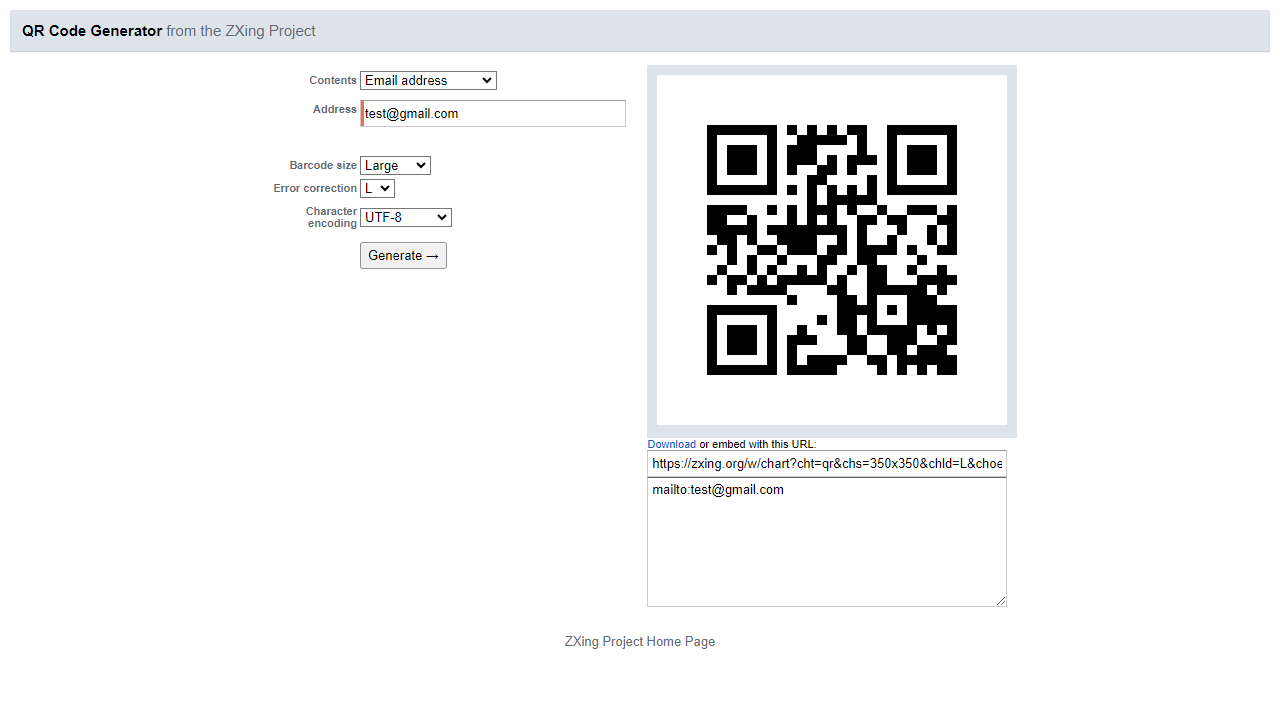 QR Code Generator from the ZXing Project
Contents Email address
Address test@gmail.com
Barcode size Large
Error correction L
Character
encoding UTF-8
Generate →
Download or embed with this URL:
https://zxing.org/w/chart?cht=qr&chs=350x350&chld=L&choe
mailto:test@gmail.com
ZXing Project Home Page